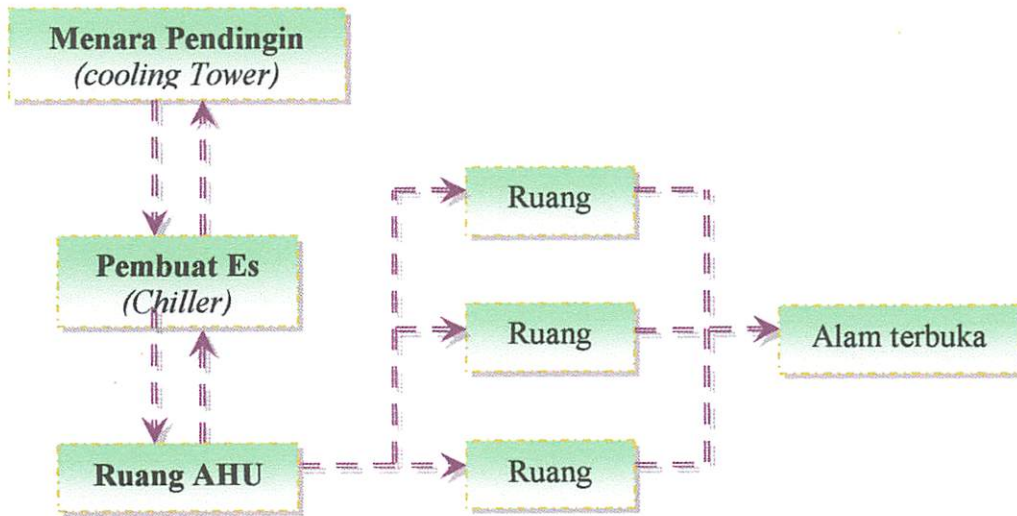 Menara Pendingin
(cooling Tower)
Pembuat Es
(Chiller)
Ruang AHU
Ruang
Ruang
Ruang
Alam terbuka